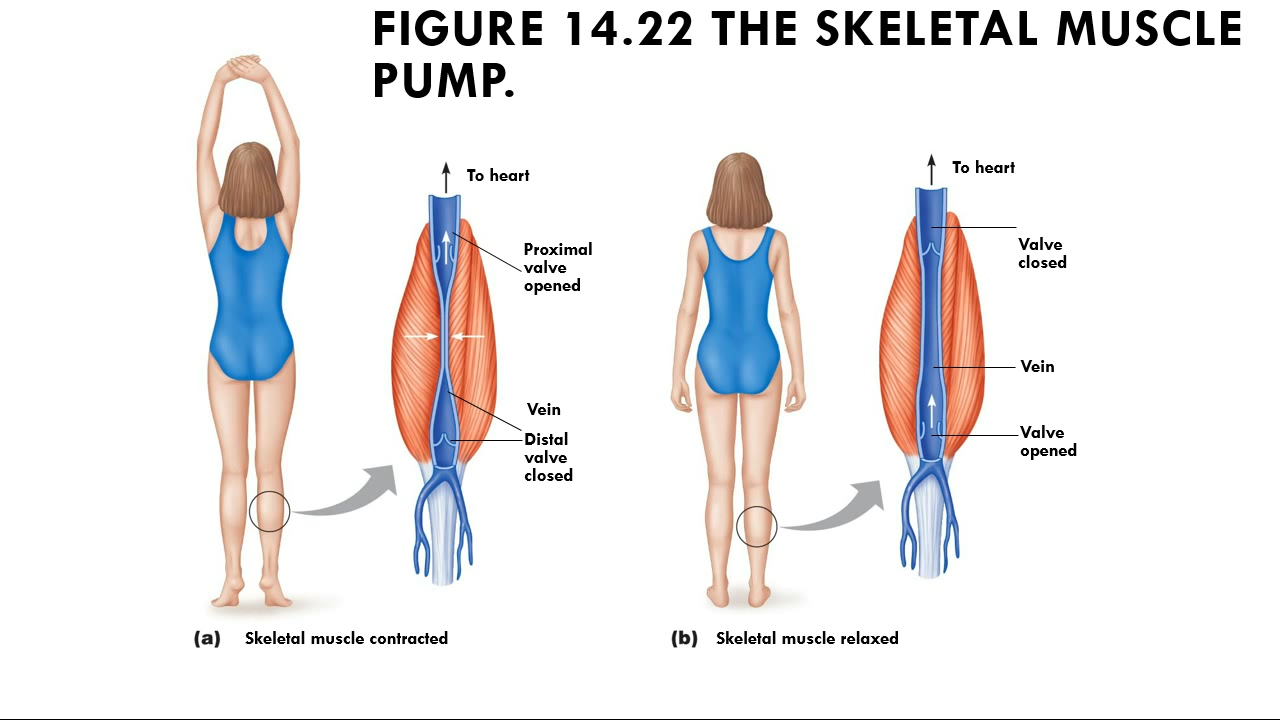 FIGURE 14.22 THE SKELETAL MUSCLE
PUMP.
To heart
Proximal
valve
opened
Vein
Distal
valve
closed
(a) Skeletal muscle contracted
To heart
Valve
closed
Vein
Valve
opened
(b) Skeletal muscle relaxed